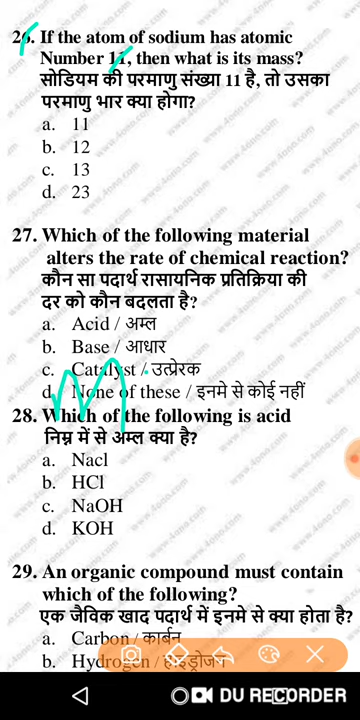 26. If the atom of sodium has atomic
Number 11, then what is its mass?
सोडियम की परमाणु संख्या 11 है, तो उसका
परमाणु भार क्या होगा?
a. 11
b. 12
c. 13
d. 23
27. Which of the following material
alters the rate of chemical reaction?
कौन सा पदार्थ रासायनिक प्रतिक्रिया की
दर को कौन बदलता है?
a. Acid / अम्ल
b. Base / आधार
c. Catalyst / उत्प्रेरक
d. None of these / इनमे से कोई नहीं
28. Which of the following is acid
निम्न में से अम्ल क्या है?
a. Nacl
b. HCl
c. NaOH
d. KOH
29. An organic compound must contain
which of the following?
एक जैविक खाद पदार्थ में इनमे से क्या होता है?
a. Carbon / कार्बन
b. Hydrogen / हाइड्रोजन
DU RECORDER
www.4ono.com